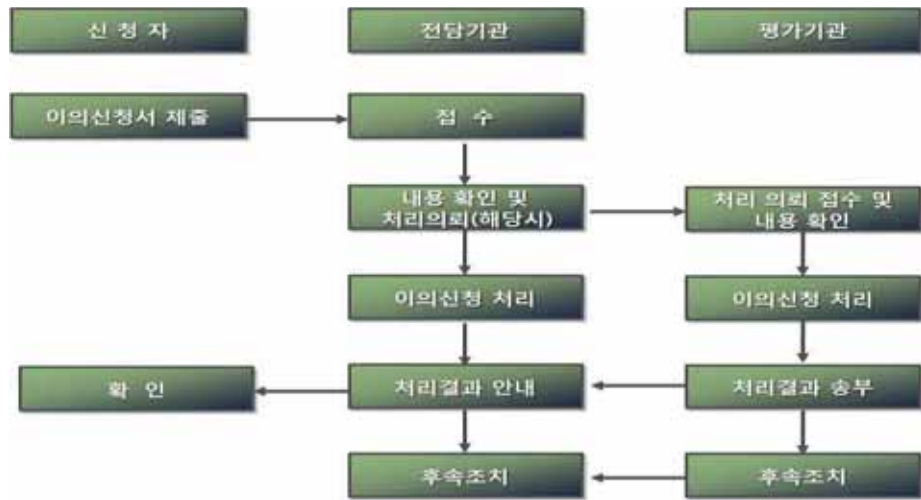 신 청 자
전담기관
평가기관
이의신청서 제출
접 수
내용 확인 및
처리의뢰(해당시)
처리 의뢰 접수 및
내용 확인
이의신청 처리
이의신청 처리
확 인
처리결과 안내
처리결과 송부
후속조치
후속조치